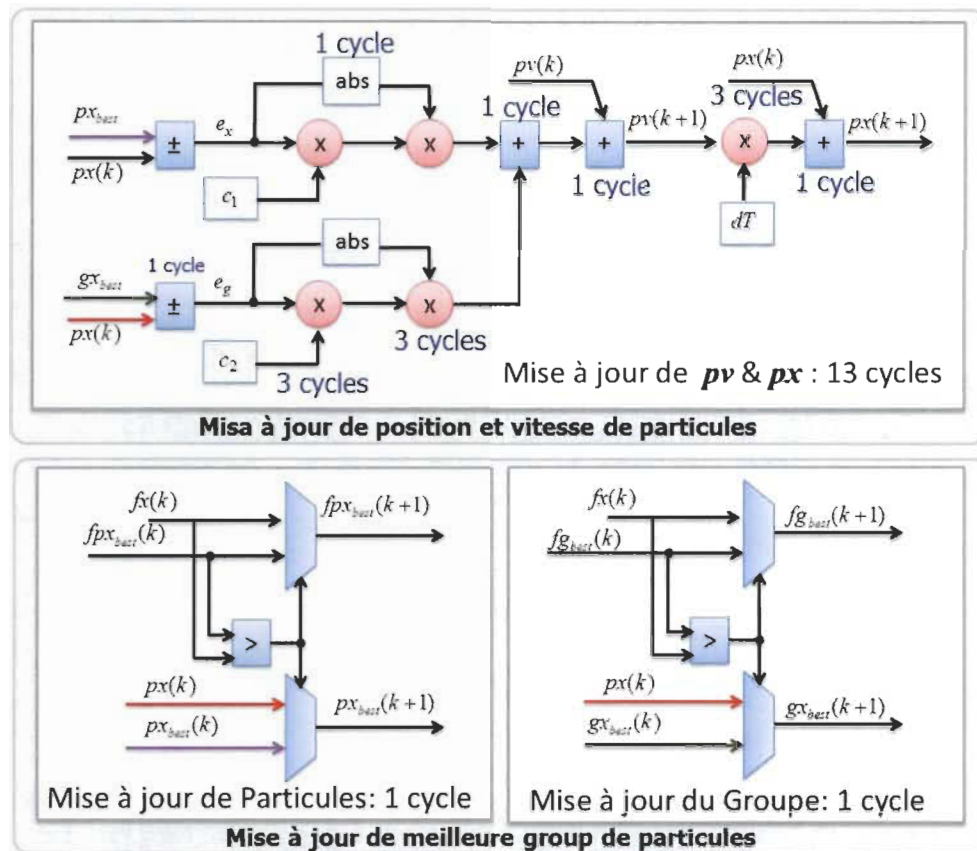 1 cycle
abs
pv(k)
px(k)
3 cycles
1 cycle
px_best
e_x
px(k)
±
x
x
+
+
pv(k+1)
x
+
px(k+1)
1 cycle
1 cycle
c_1
dT
abs
1 cycle
gx_best
e_g
px(k)
±
x
x
3 cycles
c_2
3 cycles
Mise à jour de pv & px : 13 cycles
Misa à jour de position et vitesse de particules
fx(k)
fpx_best(k+1)
fpx_best(k)
>
px(k)
px_best(k+1)
px_best(k)
Mise à jour de Particules: 1 cycle
fx(k)
fg_best(k+1)
fg_best(k)
>
px(k)
gx_best(k+1)
gx_best(k)
Mise à jour du Groupe: 1 cycle
Mise à jour de meilleure group de particules